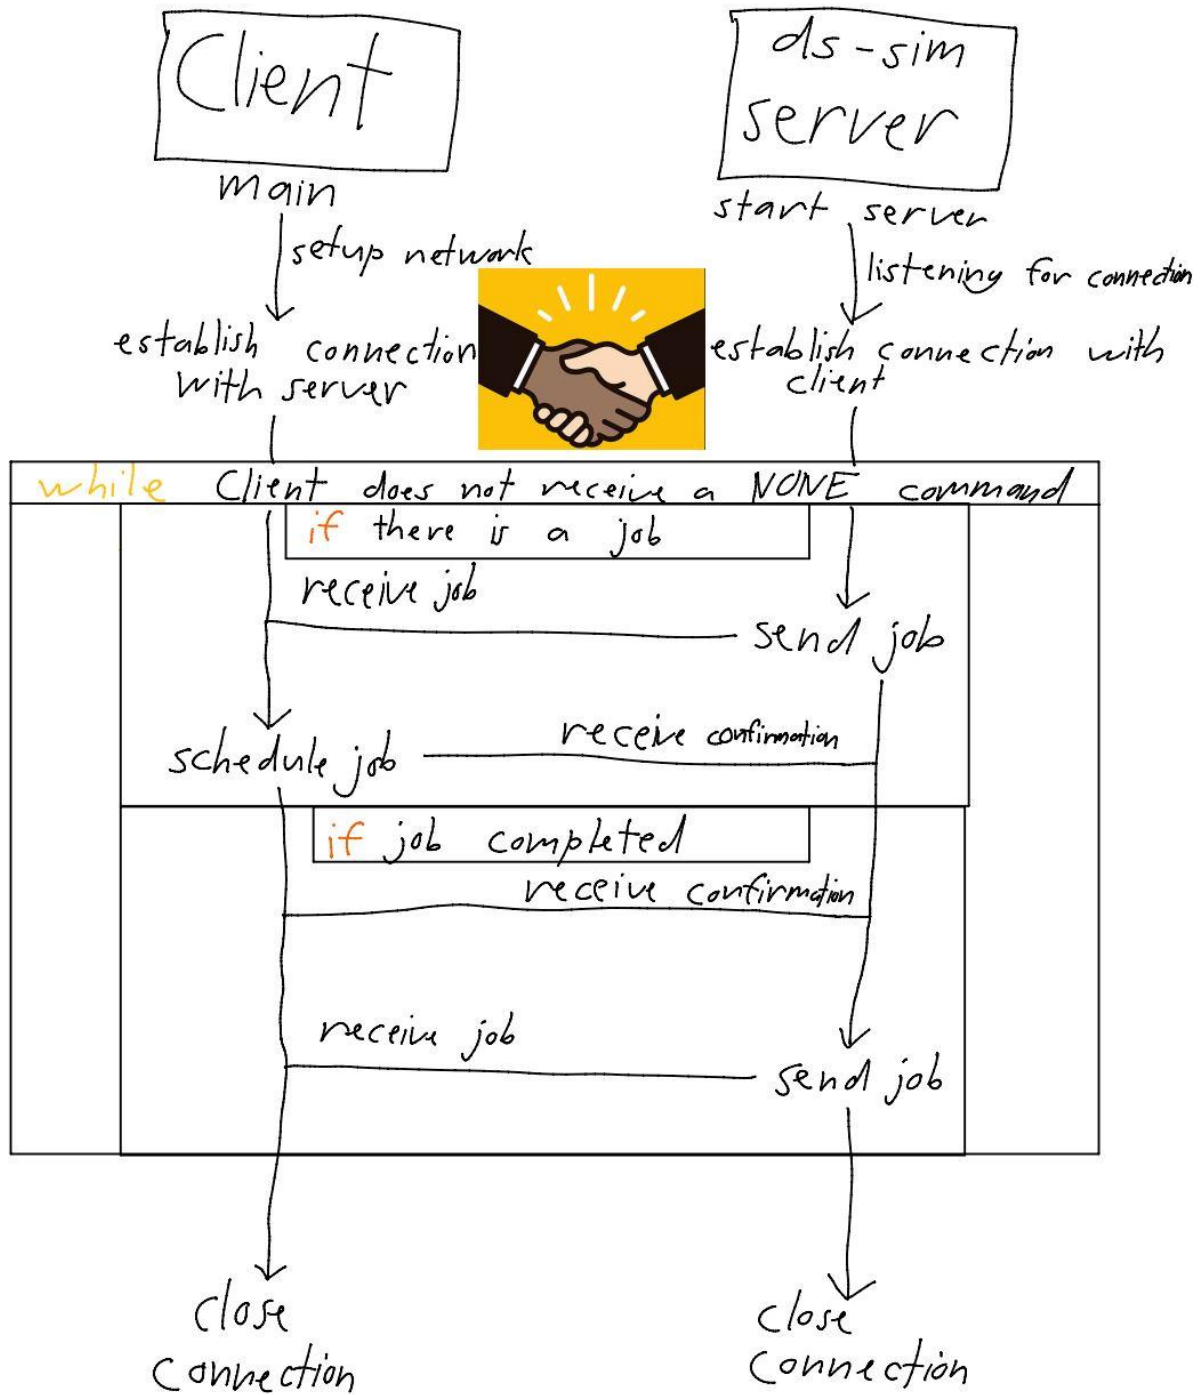 Client
ds-sim
server
main
start server
setup network
listening for connection
establish connection
with server
establish connection with
client
while Client does not receive a NONE command
if there is a job
receive job
send job
receive confirmation
schedule job
if job completed
receive confirmation
receive job
send job
close
connection
close
connection